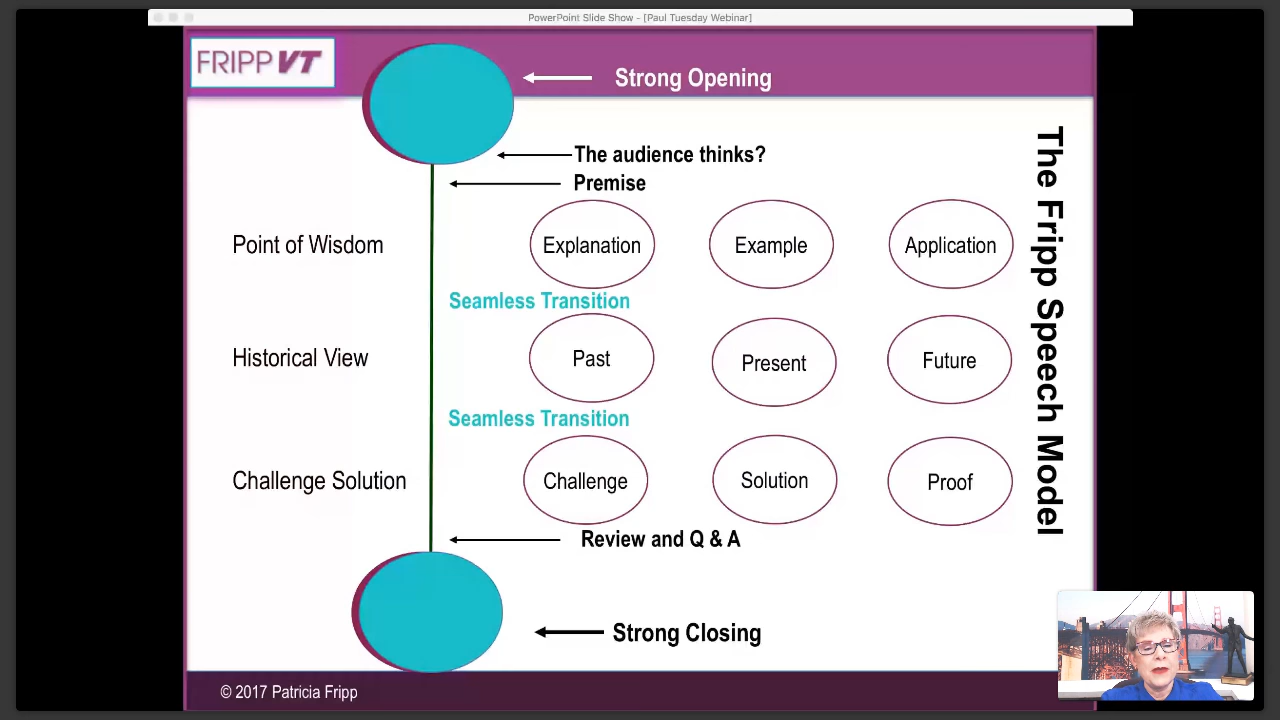 PowerPoint Slide Show - [Paul Tuesday Webinar]
FRIPP VT
Strong Opening
The audience thinks?
Premise
Point of Wisdom
Explanation
Example
Application
Seamless Transition
Historical View
Past
Present
Future
Seamless Transition
Challenge Solution
Challenge
Solution
Proof
Review and Q & A
Strong Closing
The Fripp Speech Model
© 2017 Patricia Fripp